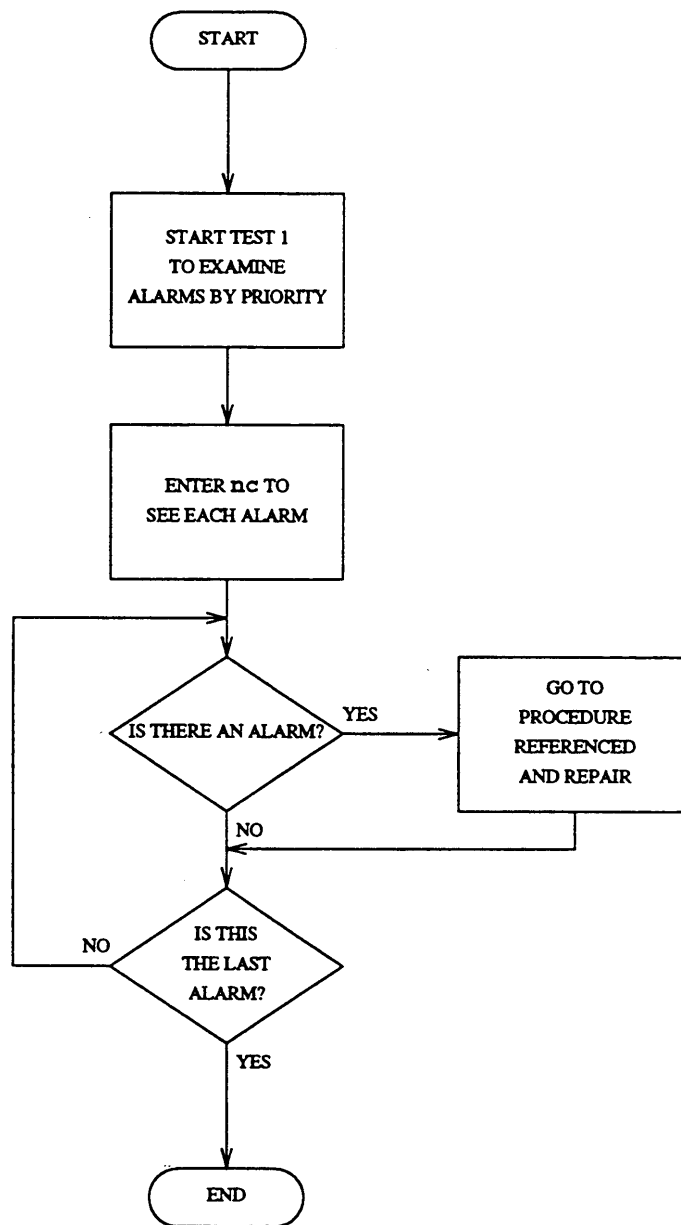 START
START TEST 1
TO EXAMINE
ALARMS BY PRIORITY
ENTER nc TO
SEE EACH ALARM
IS THERE AN ALARM?
YES
GO TO
PROCEDURE
REFERENCED
AND REPAIR
NO
IS THIS
THE LAST
ALARM?
NO
YES
END